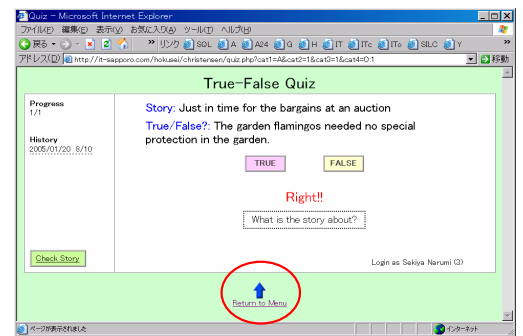 Quiz - Microsoft Internet Explorer
ファイル(F) 編集(E) 表示(V) お気に入り(A) ツール(T) ヘルプ(H)
戻る » リンク SQL A A24 G H IT ITc ITo SILC Y »
アドレス(D) http://it-sapporo.com/hokusei/christensen/quiz.php?cat1=A&cat2=1&cat3=1&cat4=0:1 移動
True-False Quiz
Progress
1/1
History
2005/01/20 8/10
Check Story
Story: Just in time for the bargains at an auction
True/False?: The garden flamingos needed no special
protection in the garden.
TRUE FALSE
Right!!
What is the story about?
Login as Sekiya Narumi (3)
Return to Menu
ページが表示されました インターネット